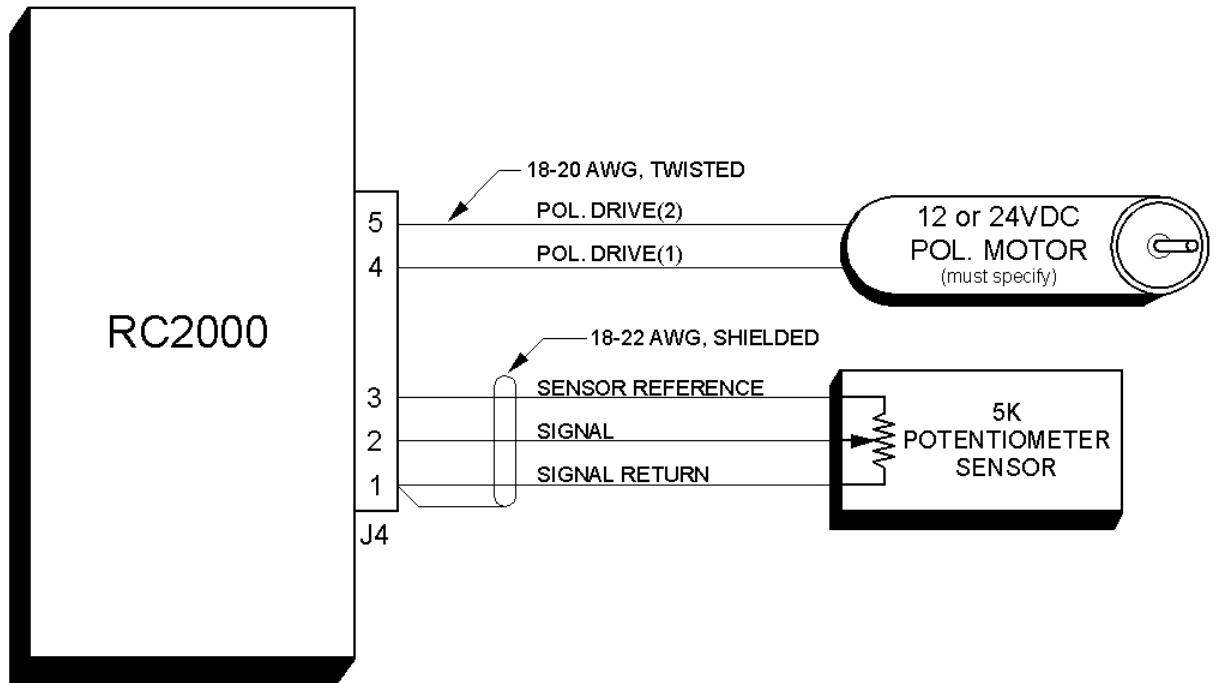 18-20 AWG, TWISTED
5
POL. DRIVE(2)
4
POL. DRIVE(1)
12 or 24VDC
POL. MOTOR
(must specify)
RC2000
18-22 AWG, SHIELDED
3
SENSOR REFERENCE
2
SIGNAL
1
SIGNAL RETURN
5K
POTENTIOMETER
SENSOR
J4